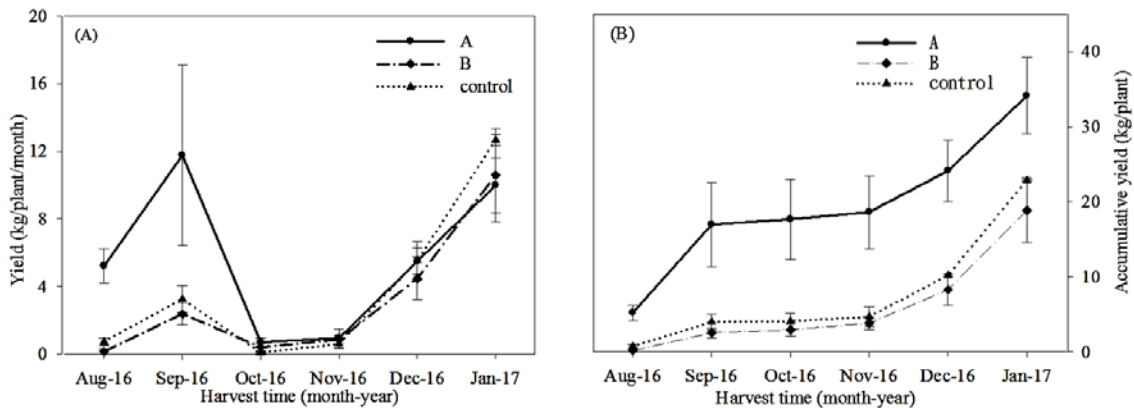 (A)
A
B
control
20
16
12
8
4
0
Yield (kg/plant/month)
Aug-16 Sep-16 Oct-16 Nov-16 Dec-16 Jan-17
Harvest time (month-year)
(B)
A
B
control
40
30
20
10
0
Accumulative yield (kg/plant)
Aug-16 Sep-16 Oct-16 Nov-16 Dec-16 Jan-17
Harvest time (month-year)